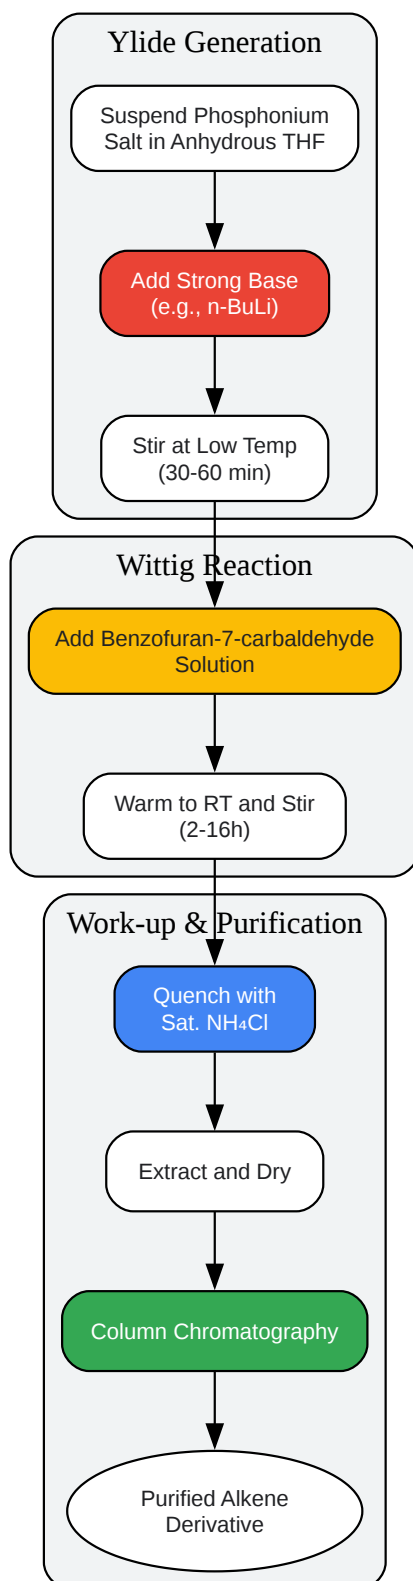 Ylide Generation
Suspend Phosphonium
Salt in Anhydrous THF
Add Strong Base
(e.g., n-BuLi)
Stir at Low Temp
(30-60 min)
Wittig Reaction
Add Benzofuran-7-carbaldehyde
Solution
Warm to RT and Stir
(2-16h)
Work-up & Purification
Quench with
Sat. NH₄Cl
Extract and Dry
Column Chromatography
Purified Alkene
Derivative